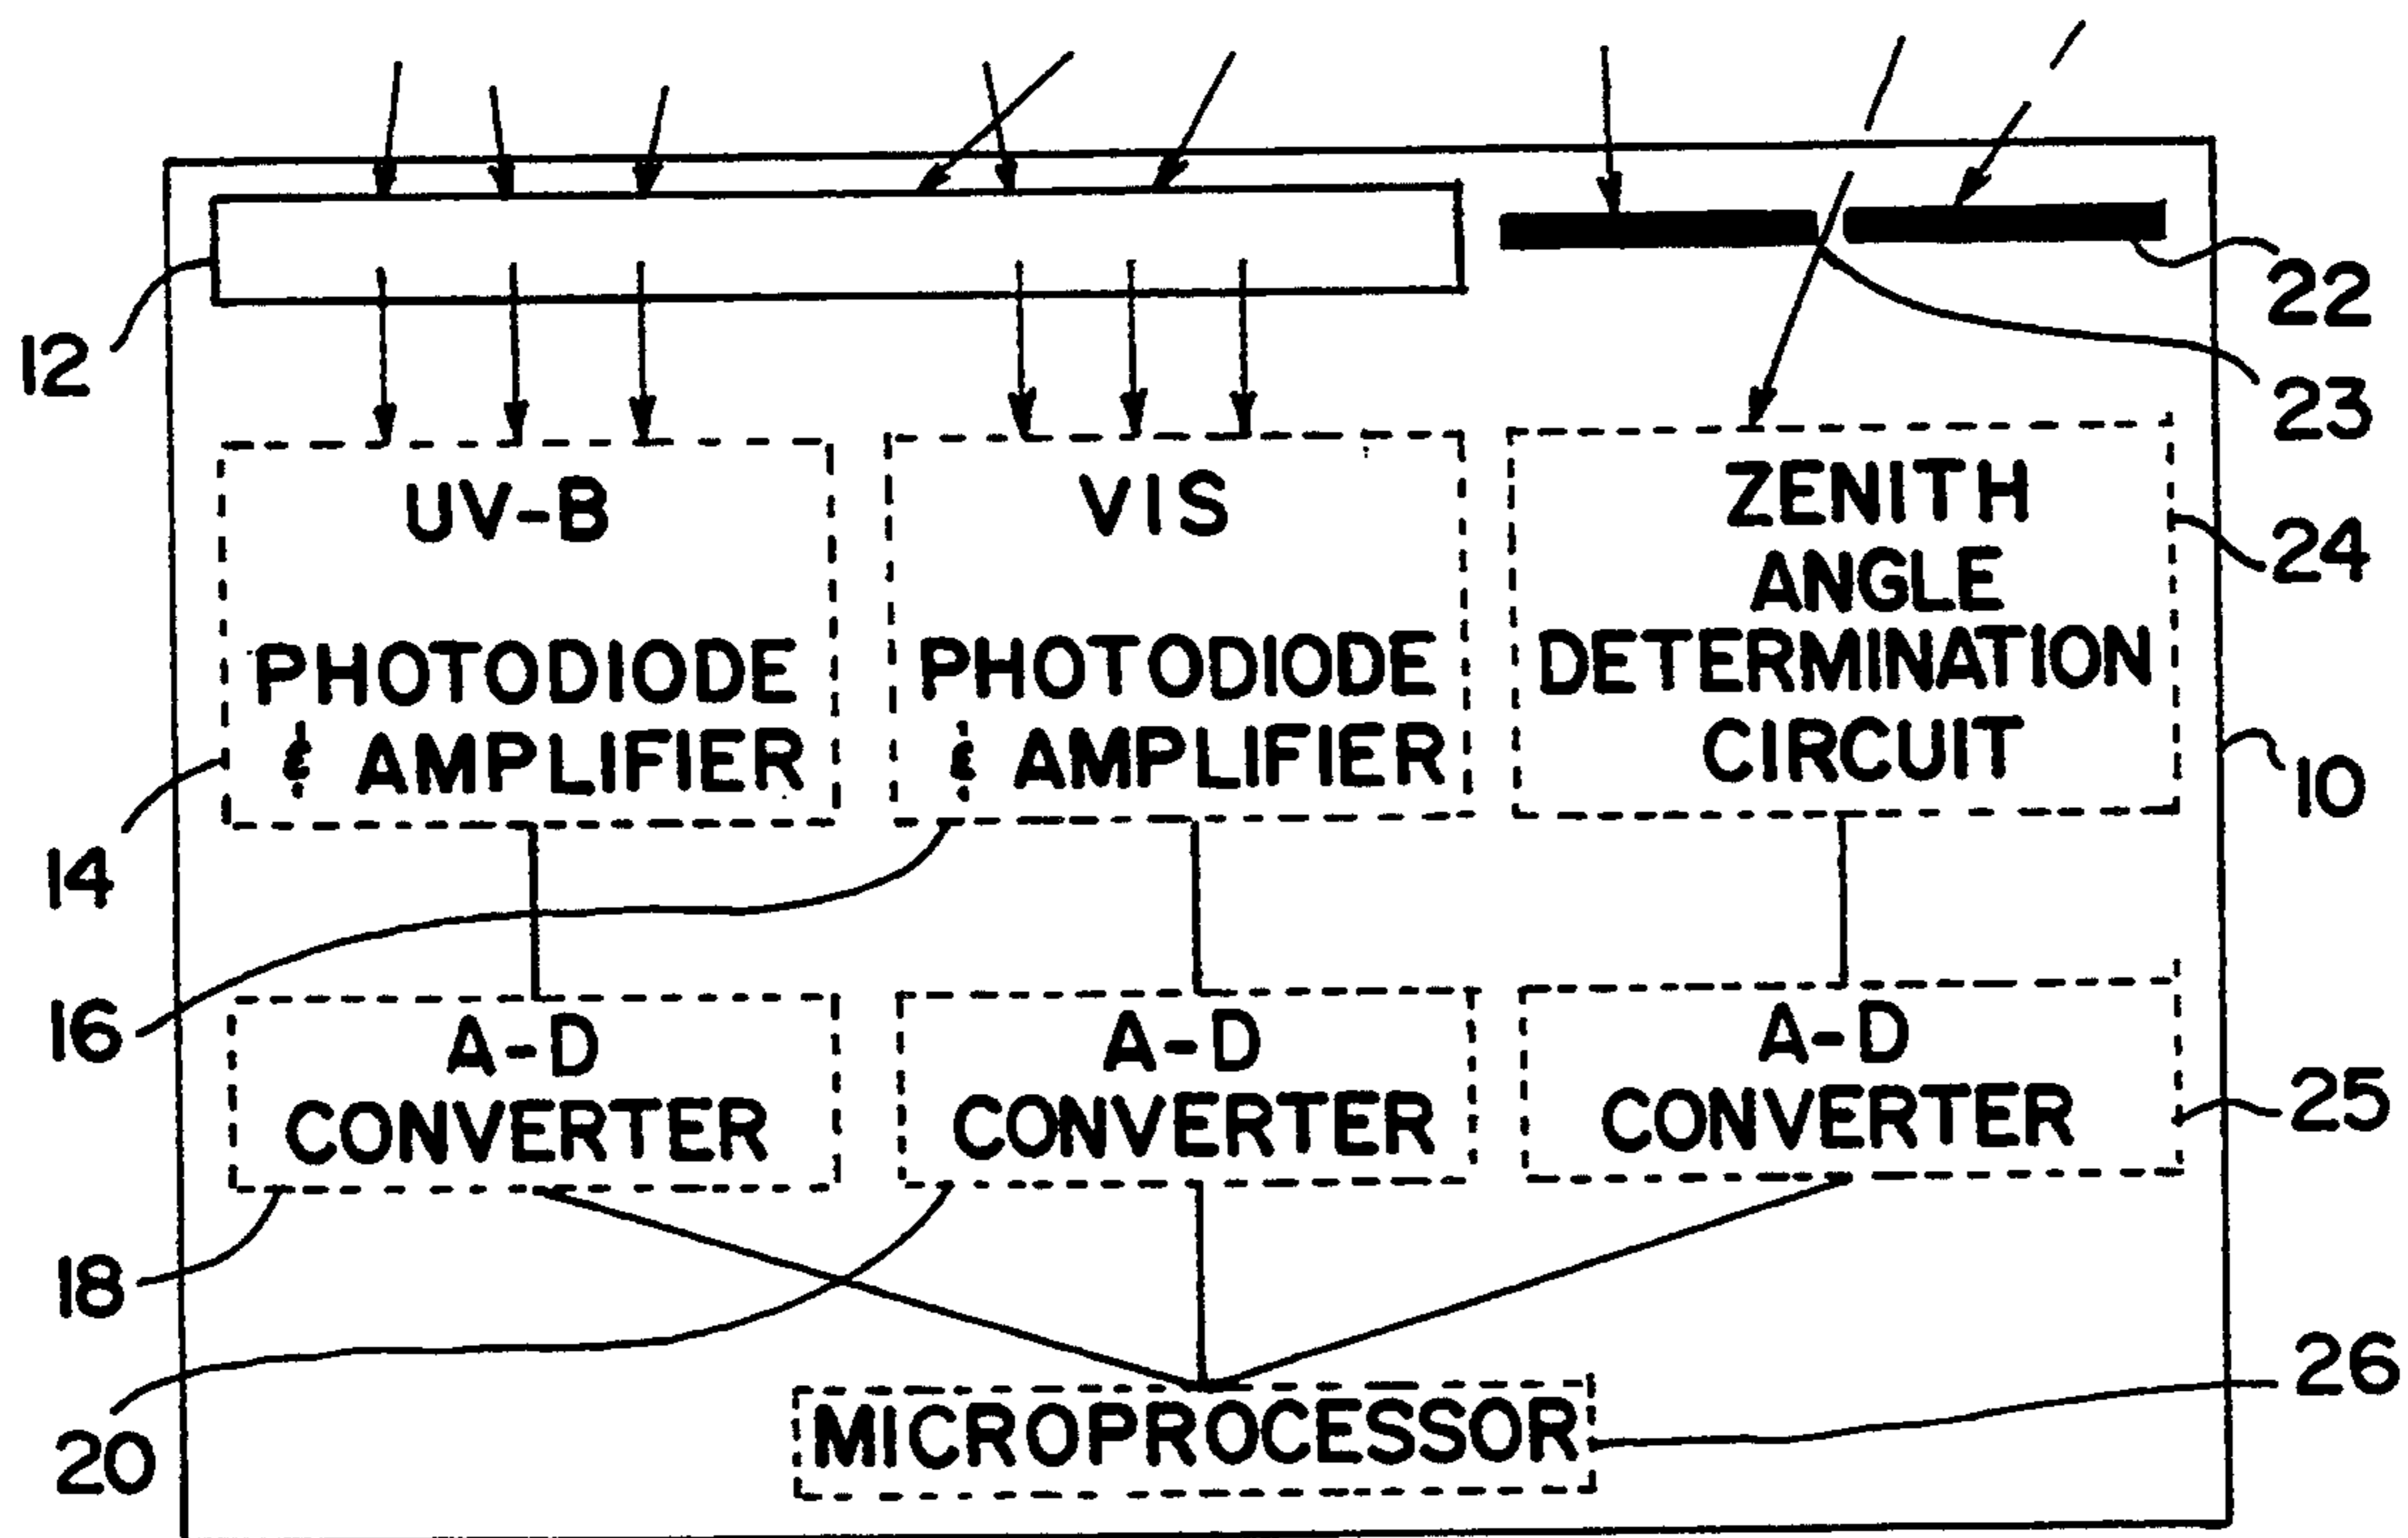 12
22
23
UV-B
PHOTODIODE
& AMPLIFIER
VIS
PHOTODIODE
& AMPLIFIER
ZENITH
ANGLE
DETERMINATION
CIRCUIT
24
10
14
16
A-D
CONVERTER
A-D
CONVERTER
A-D
CONVERTER
25
18
20
MICROPROCESSOR
26